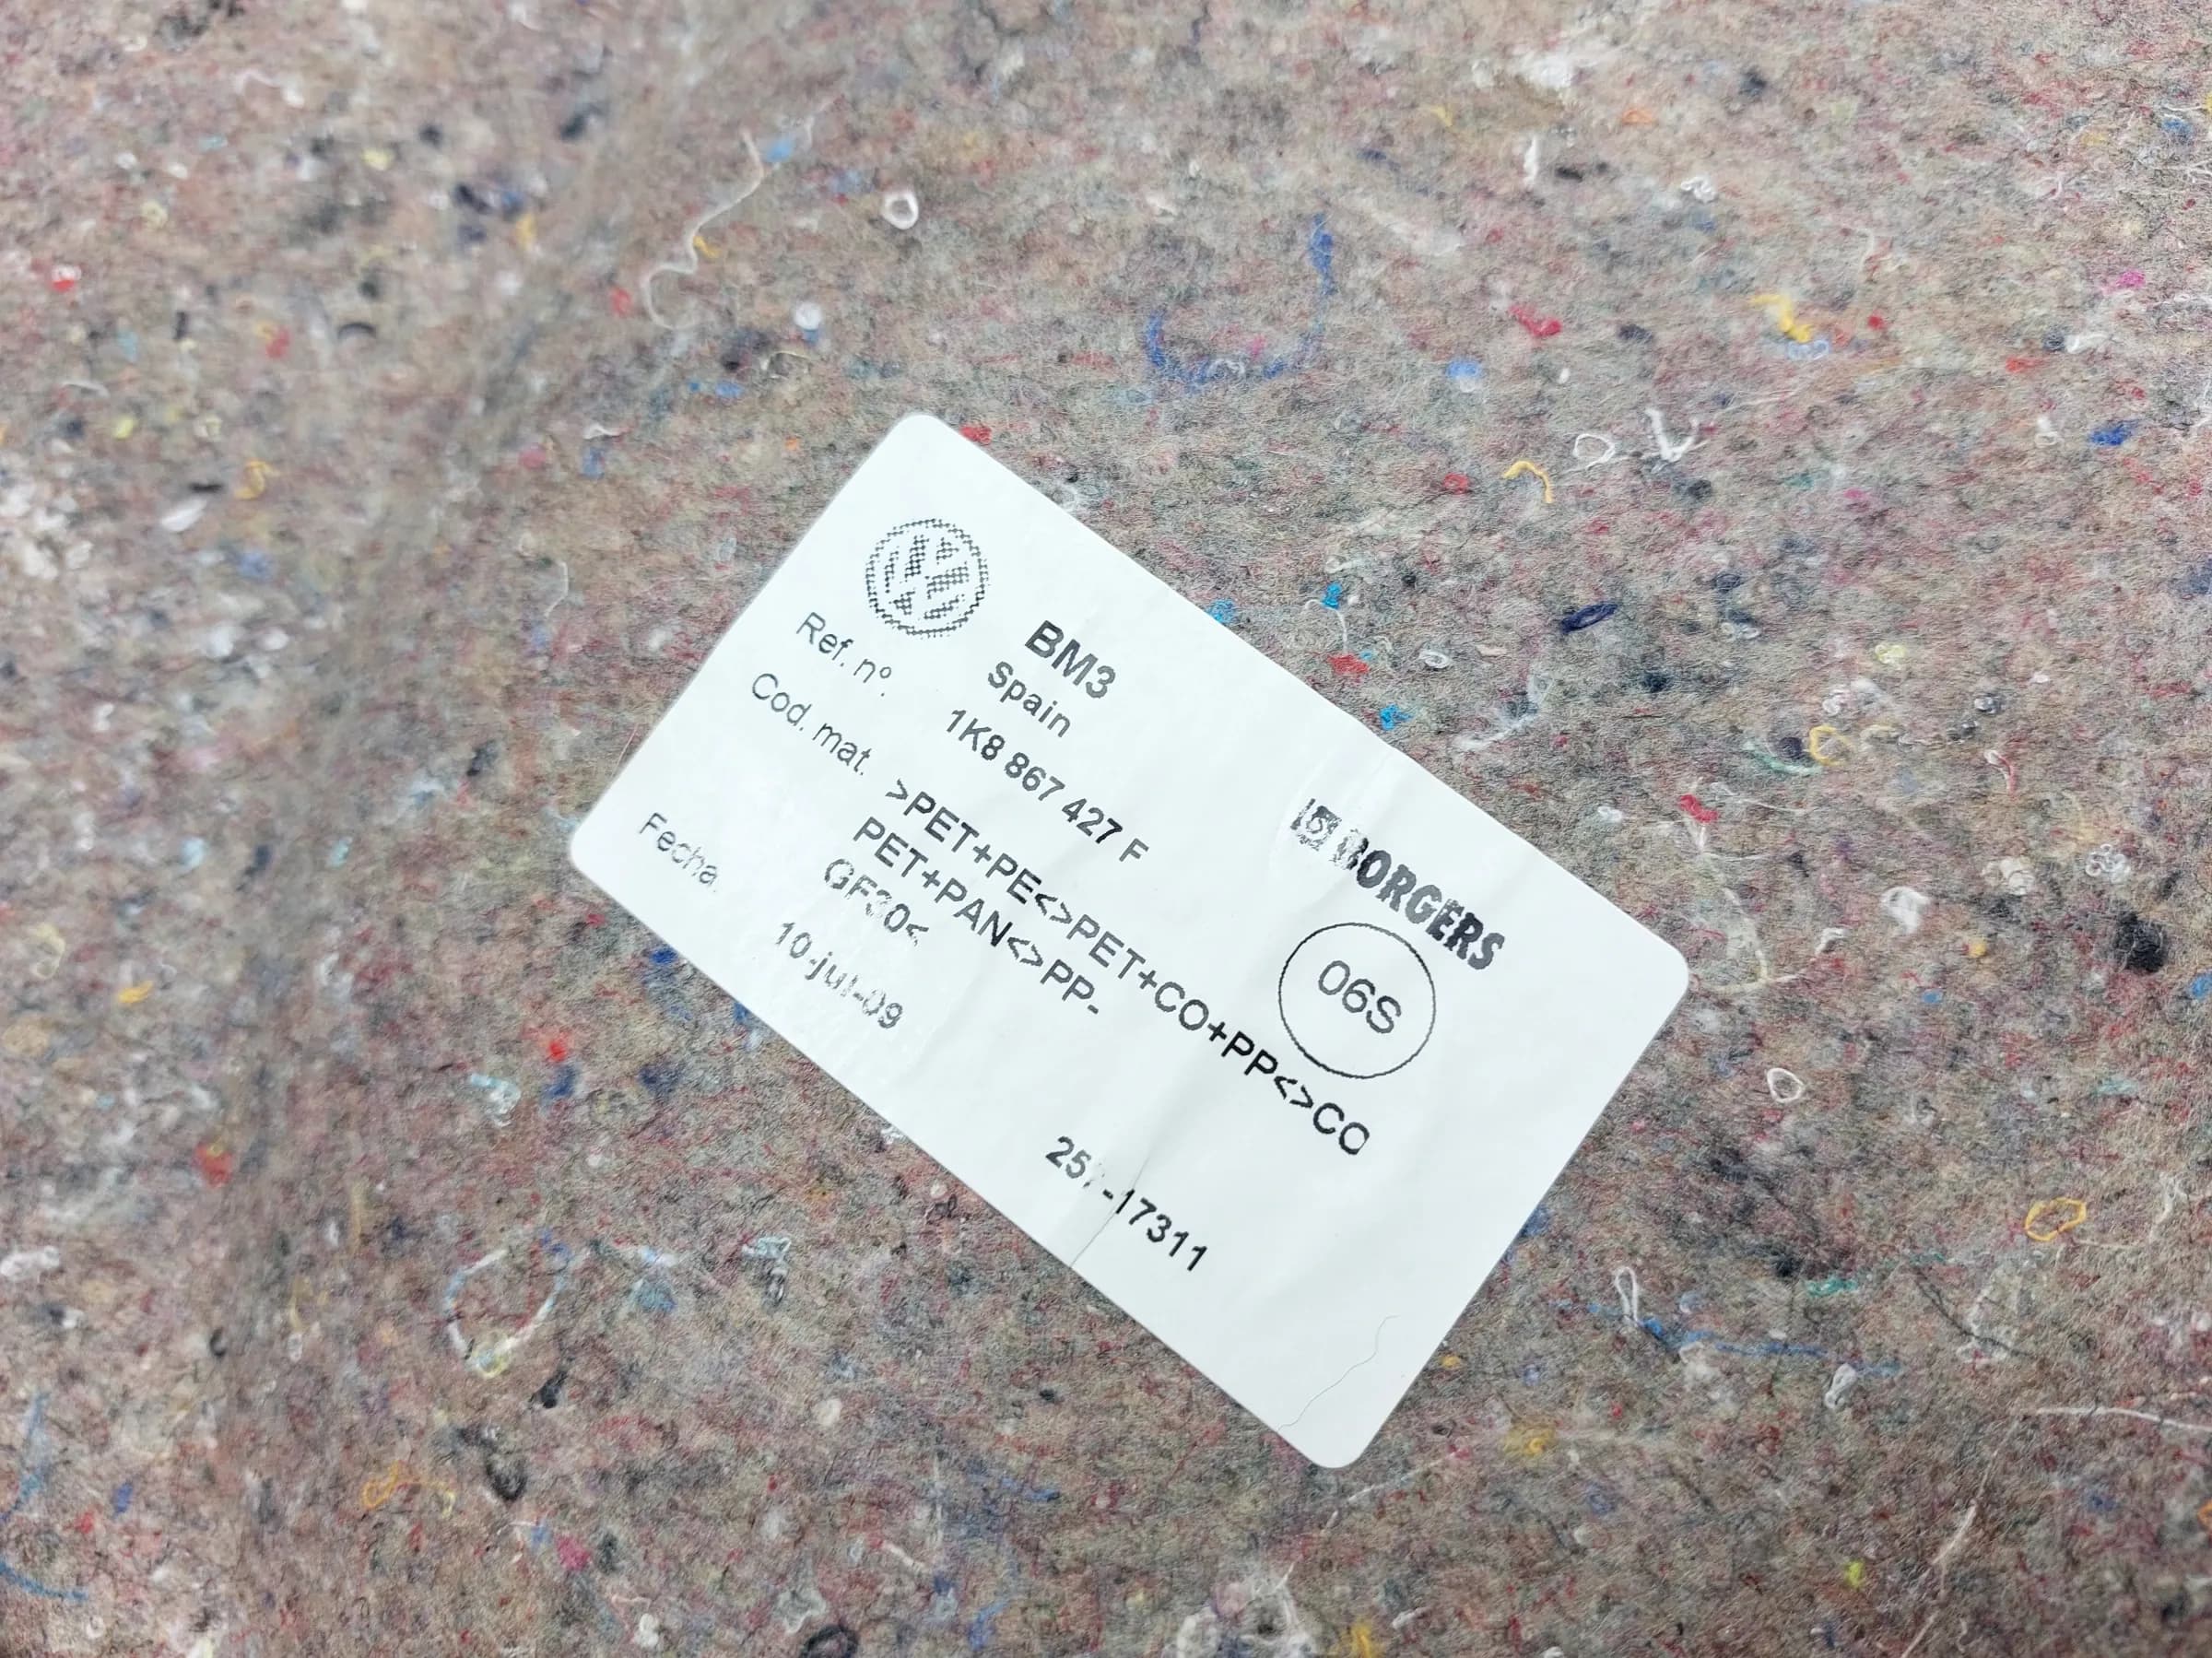 BM3
Spain
BORGERS
Ref. nº. 1K8 867 427 F
06S
Cod. mat. >PET+PE<>PET+CO+PP<>CO
PET+PAN<>PP-
GF30<
Fecha. 10-jul-09
-17311